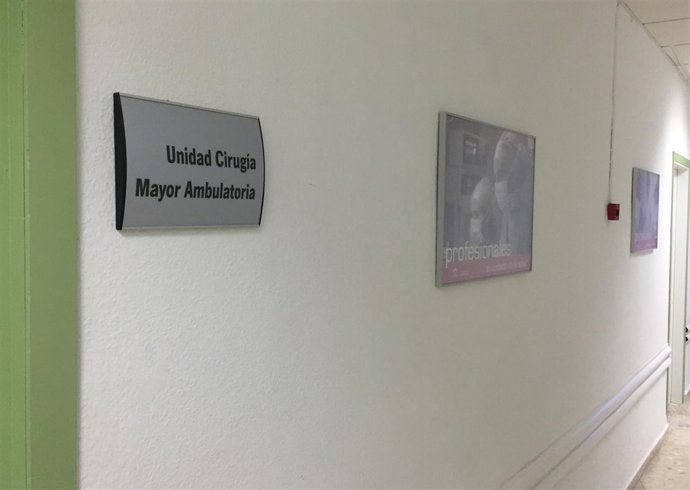 Unidad Cirugía
Mayor Ambulatoria
profesionales